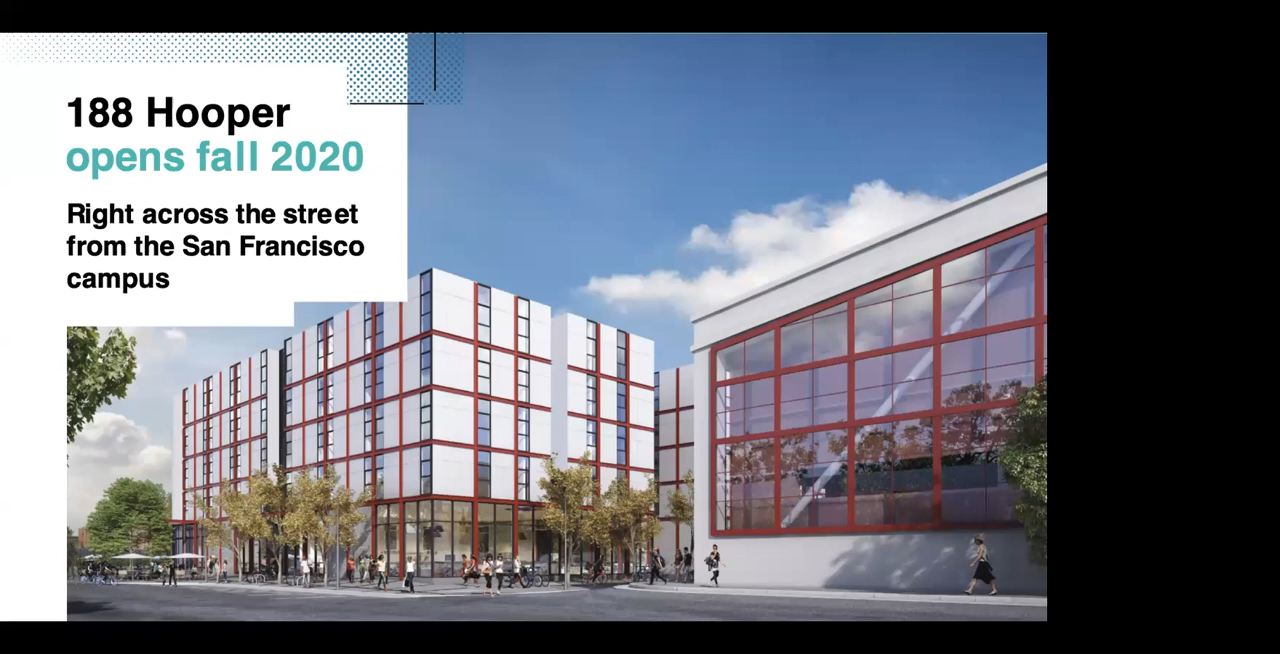 188 Hooper
opens fall 2020
Right across the street
from the San Francisco
campus